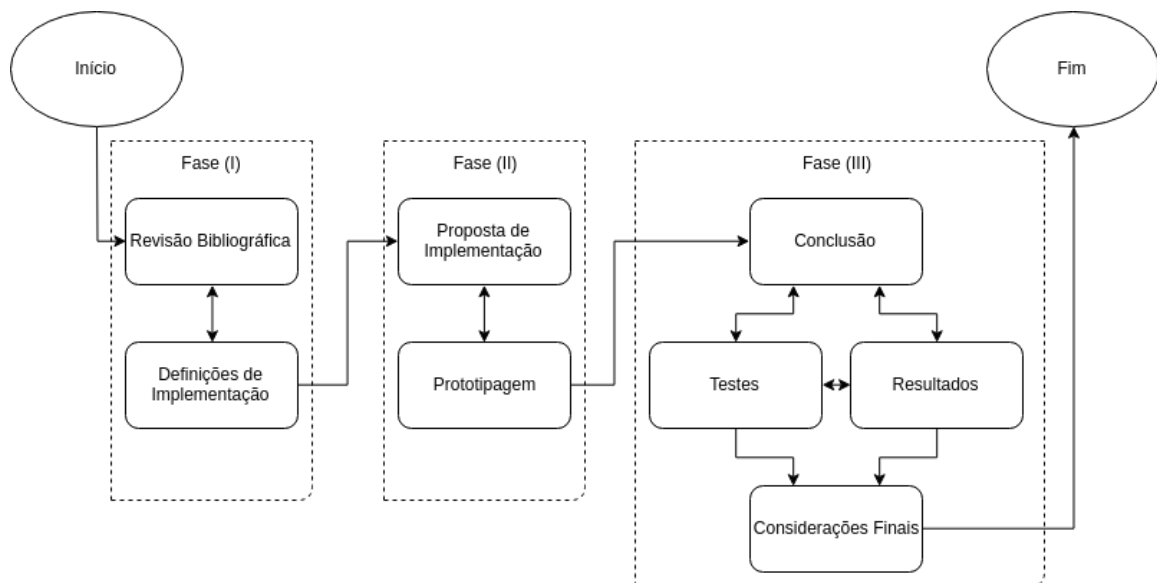 Início
Fim
Fase (I)
Revisão Bibliográfica
Definições de
Implementação
Fase (II)
Proposta de
Implementação
Prototipagem
Fase (III)
Conclusão
Testes
Resultados
Considerações Finais